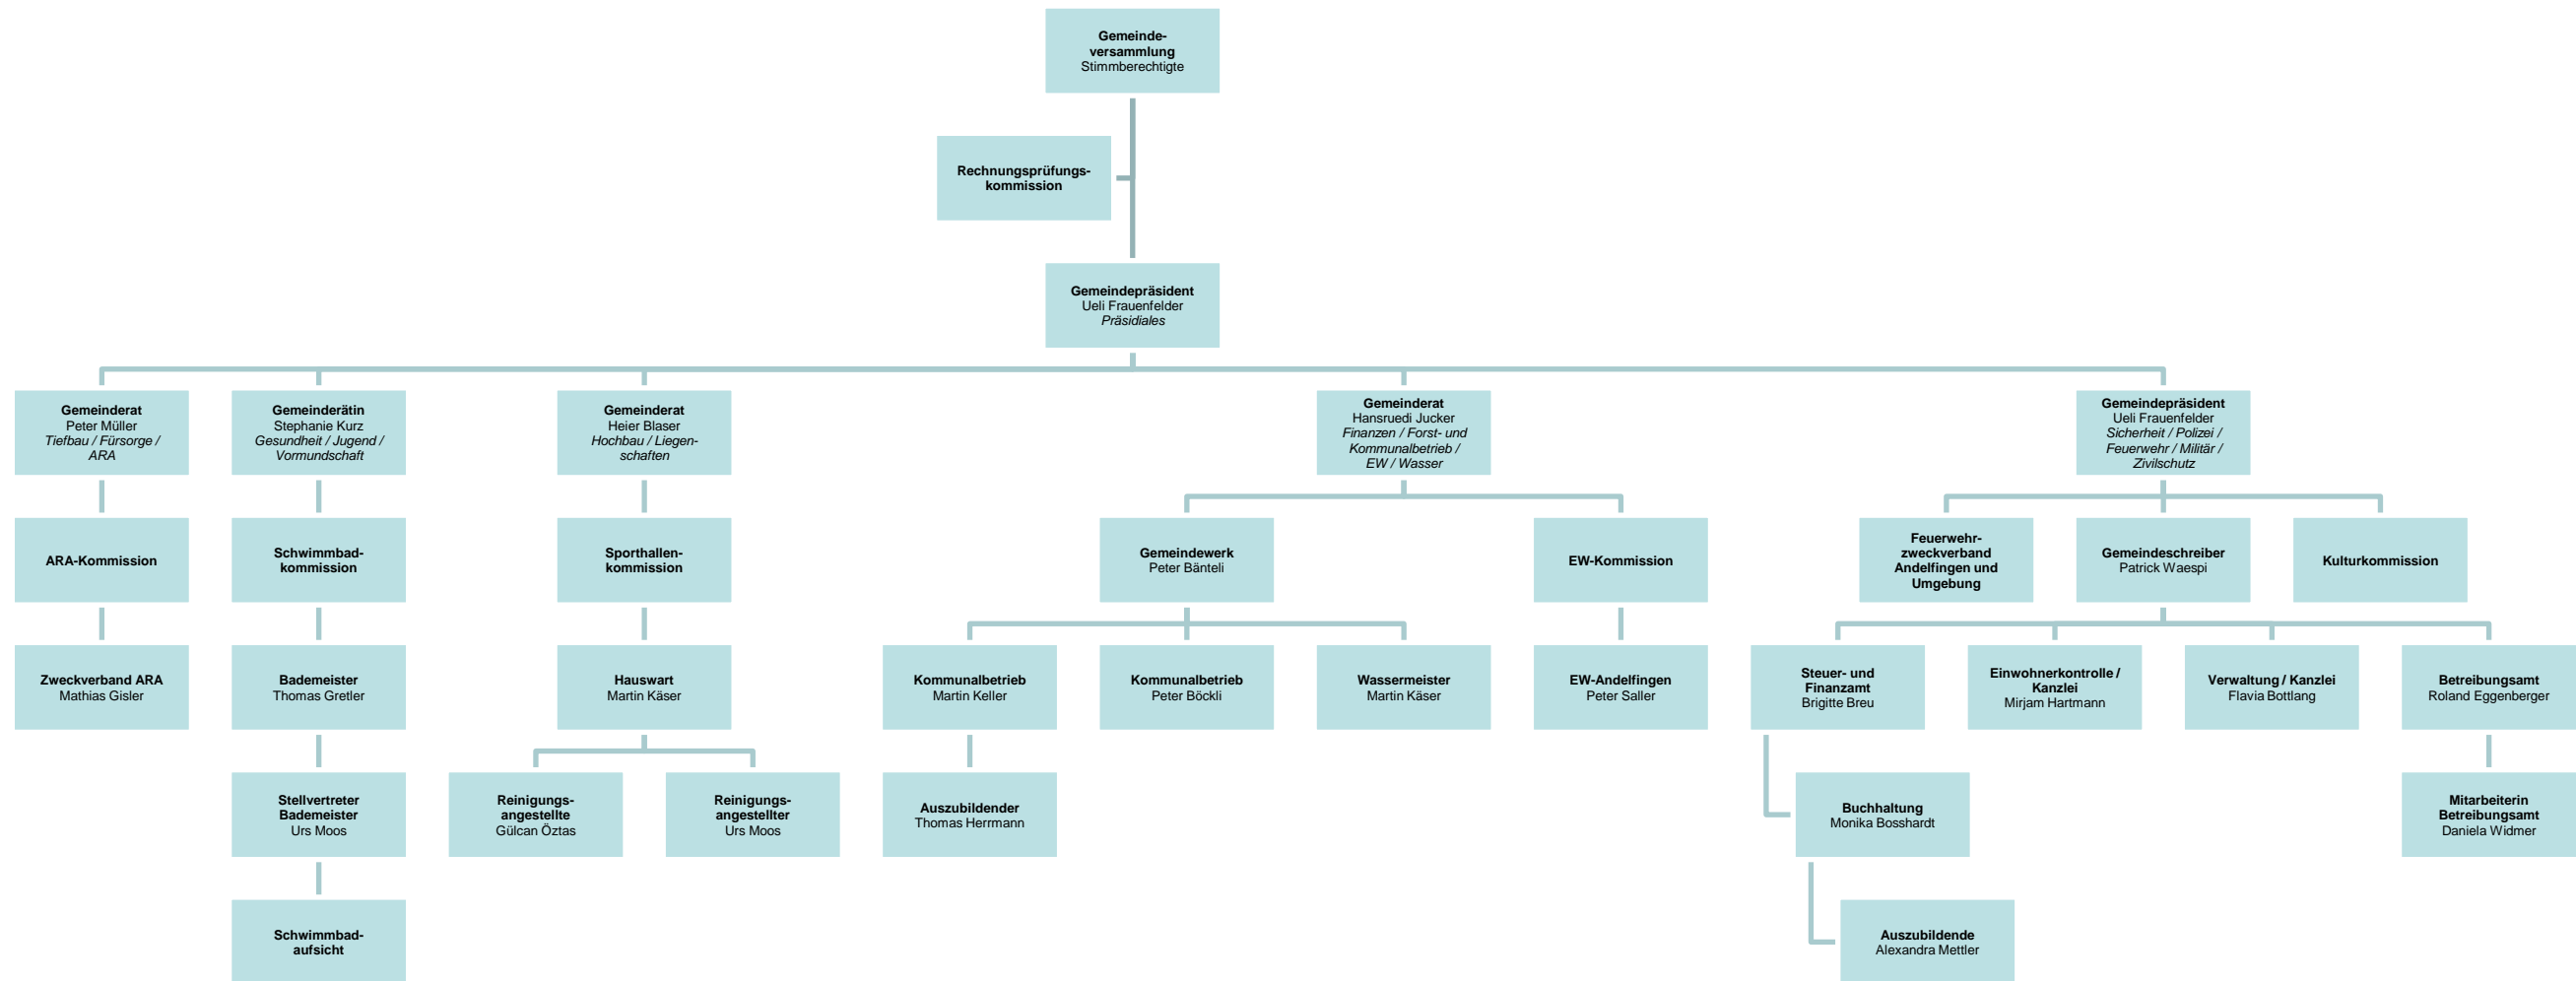 Gemeinde-
versammlung
Stimmberechtigte
Rechnungsprüfungs-
kommission
Gemeindepräsident
Ueli Frauenfelder
Präsidiales
Gemeinderat
Peter Müller
Tiefbau / Fürsorge /
ARA
Gemeinderätin
Stephanie Kurz
Gesundheit / Jugend /
Vormundschaft
Gemeinderat
Heier Blaser
Hochbau / Liegen-
schaften
Gemeinderat
Hansruedi Jucker
Finanzen / Forst- und
Kommunalbetrieb /
EW / Wasser
Gemeindepräsident
Ueli Frauenfelder
Sicherheit / Polizei /
Feuerwehr / Militär /
Zivilschutz
ARA-Kommission
Schwimmbad-
kommission
Sporthallen-
kommission
Gemeindewerk
Peter Bänteli
EW-Kommission
Feuerwehr-
zweckverband
Andelfingen und
Umgebung
Gemeindeschreiber
Patrick Waespi
Kulturkommission
Zweckverband ARA
Mathias Gisler
Bademeister
Thomas Gretler
Hauswart
Martin Käser
Kommunalbetrieb
Martin Keller
Kommunalbetrieb
Peter Böckli
Wassermeister
Martin Käser
EW-Andelfingen
Peter Saller
Steuer- und
Finanzamt
Brigitte Breu
Einwohnerkontrolle /
Kanzlei
Mirjam Hartmann
Verwaltung / Kanzlei
Flavia Bottlang
Betreibungsamt
Roland Eggenberger
Stellvertreter
Bademeister
Urs Moos
Reinigungs-
angestellte
Gülcan Öztas
Reinigungs-
angestellter
Urs Moos
Auszubildender
Thomas Herrmann
Buchhaltung
Monika Bosshardt
Mitarbeiterin
Betreibungsamt
Daniela Widmer
Schwimmbad-
aufsicht
Auszubildende
Alexandra Mettler